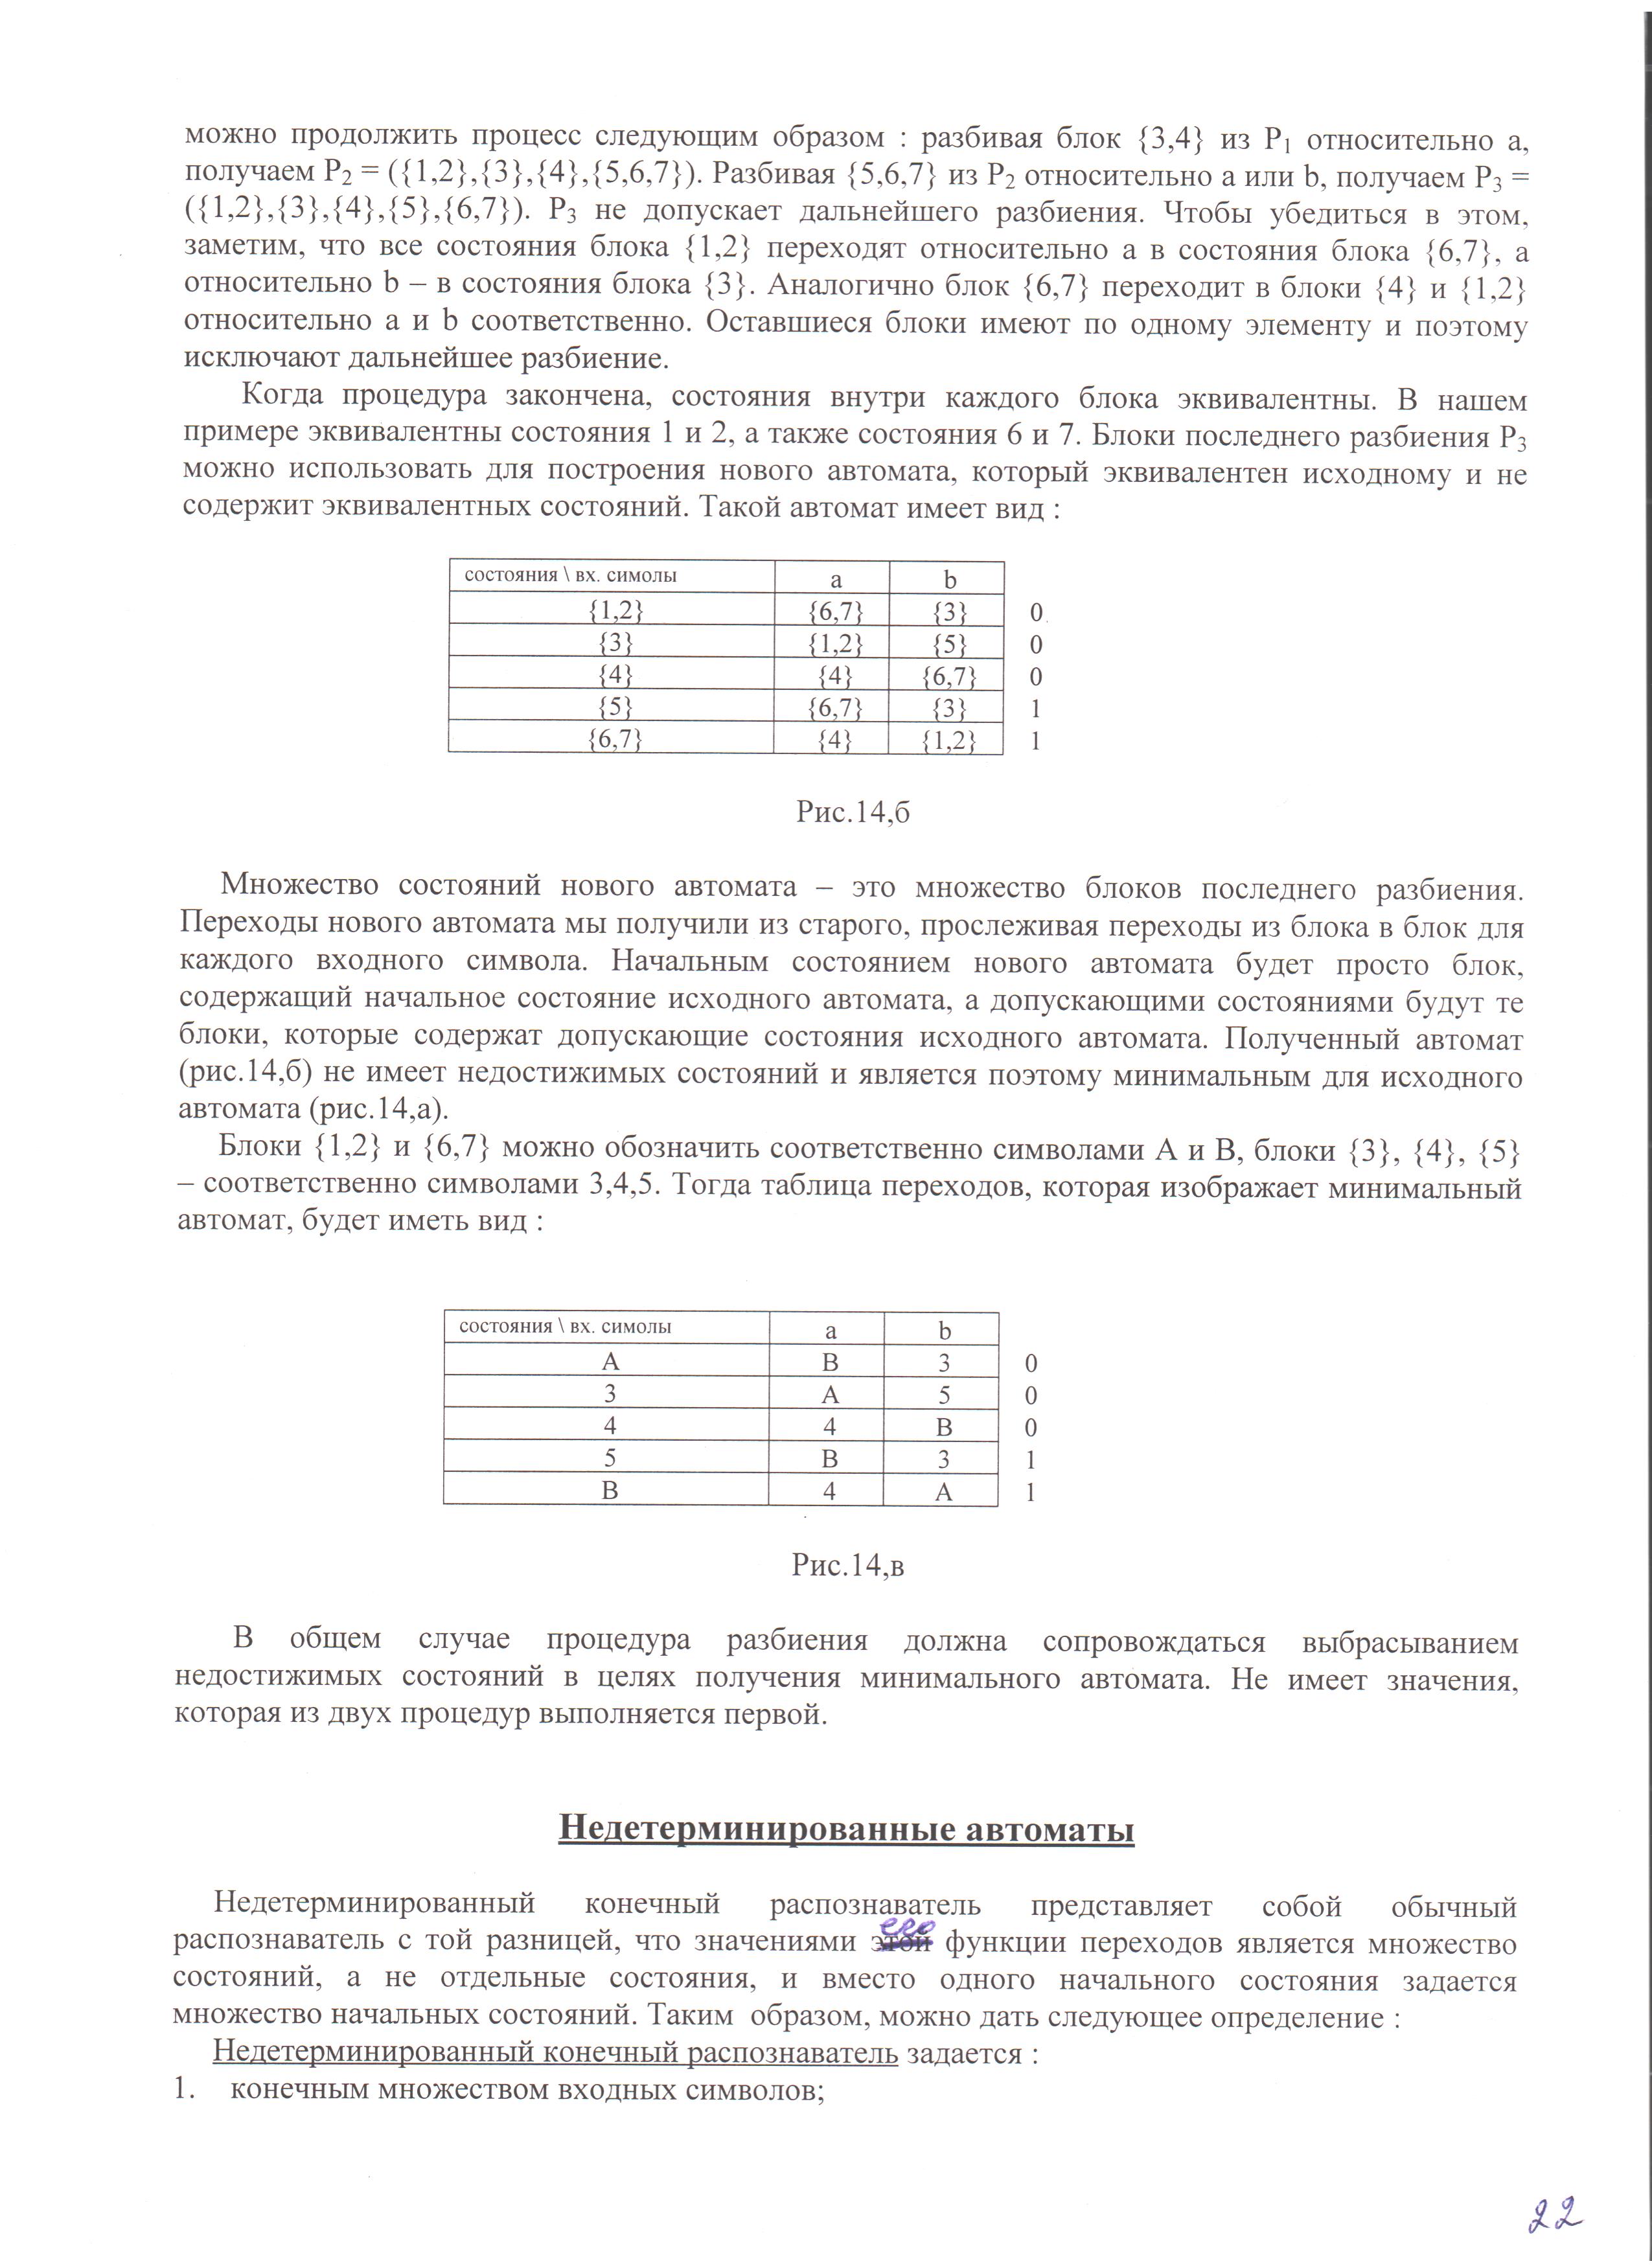 можно продолжить процесс следующим образом : разбивая блок {3,4} из P₁ относительно a,
получаем P₂ = ({1,2},{3},{4},{5,6,7}). Разбивая {5,6,7} из P₂ относительно a или b, получаем P₃ =
({1,2},{3},{4},{5},{6,7}). P₃ не допускает дальнейшего разбиения. Чтобы убедиться в этом,
заметим, что все состояния блока {1,2} переходят относительно a в состояния блока {6,7}, а
относительно b – в состояния блока {3}. Аналогично блок {6,7} переходит в блоки {4} и {1,2}
относительно a и b соответственно. Оставшиеся блоки имеют по одному элементу и поэтому
исключают дальнейшее разбиение.
Когда процедура закончена, состояния внутри каждого блока эквивалентны. В нашем
примере эквивалентны состояния 1 и 2, а также состояния 6 и 7. Блоки последнего разбиения P₃
можно использовать для построения нового автомата, который эквивалентен исходному и не
содержит эквивалентных состояний. Такой автомат имеет вид :
состояния \ вх. симолы a b
{1,2} {6,7} {3} 0
{3} {1,2} {5} 0
{4} {4} {6,7} 0
{5} {6,7} {3} 1
{6,7} {4} {1,2} 1
Рис.14,б
Множество состояний нового автомата – это множество блоков последнего разбиения.
Переходы нового автомата мы получили из старого, прослеживая переходы из блока в блок для
каждого входного символа. Начальным состоянием нового автомата будет просто блок,
содержащий начальное состояние исходного автомата, а допускающими состояниями будут те
блоки, которые содержат допускающие состояния исходного автомата. Полученный автомат
(рис.14,б) не имеет недостижимых состояний и является поэтому минимальным для исходного
автомата (рис.14,а).
Блоки {1,2} и {6,7} можно обозначить соответственно символами A и B, блоки {3}, {4}, {5}
– соответственно символами 3,4,5. Тогда таблица переходов, которая изображает минимальный
автомат, будет иметь вид :
состояния \ вх. симолы a b
A B 3 0
3 A 5 0
4 4 B 0
5 B 3 1
B 4 A 1
Рис.14,в
В общем случае процедура разбиения должна сопровождаться выбрасыванием
недостижимых состояний в целях получения минимального автомата. Не имеет значения,
которая из двух процедур выполняется первой.
Недетерминированные автоматы
Недетерминированный конечный распознаватель представляет собой обычный
его
распознаватель с той разницей, что значениями этой функции переходов является множество
состояний, а не отдельные состояния, и вместо одного начального состояния задается
множество начальных состояний. Таким образом, можно дать следующее определение :
Недетерминированный конечный распознаватель задается :
1. конечным множеством входных символов;
22